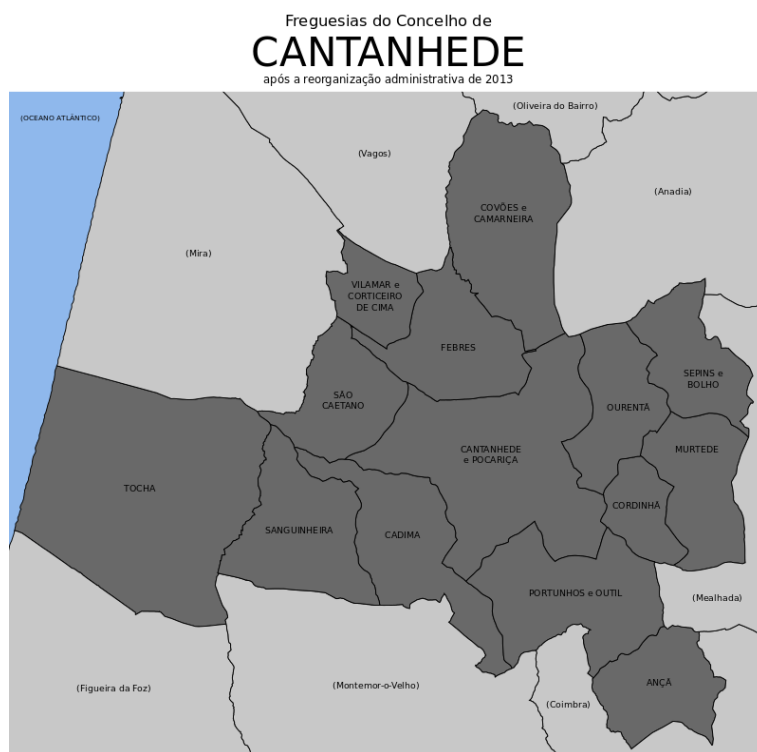 Freguesias do Concelho de
CANTANHEDE
após a reorganização administrativa de 2013
(Oliveira do Bairro)
(OCEANO ATLÂNTICO)
(Vagos)
(Anadia)
COVÕES e
CAMARNEIRA
(Mira)
VILAMAR e
CORTICEIRO
DE CIMA
FEBRES
SEPINS e
BOLHO
SÃO
CAETANO
OURENTÃ
CANTANHEDE
e POCARIÇA
MURTEDE
TOCHA
CORDINHÃ
SANGUINHEIRA
CADIMA
PORTUNHOS e OUTIL
(Mealhada)
ANÇÃ
(Figueira da Foz)
(Montemor-o-Velho)
(Coimbra)